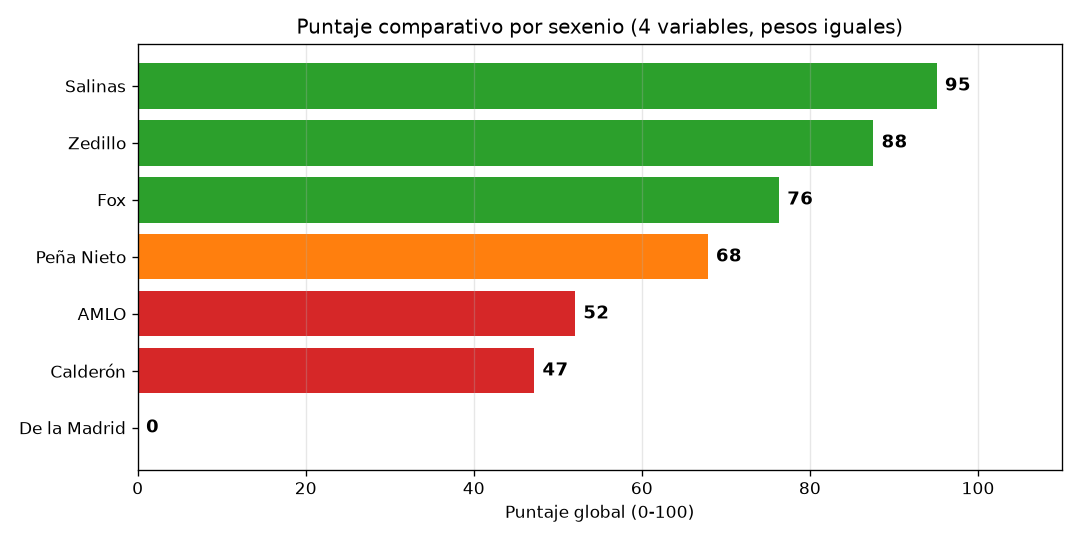 Puntaje comparativo por sexenio (4 variables, pesos iguales)
Salinas 95
Zedillo 88
Fox 76
Peña Nieto 68
AMLO 52
Calderón 47
De la Madrid 0
0 20 40 60 80 100
Puntaje global (0-100)